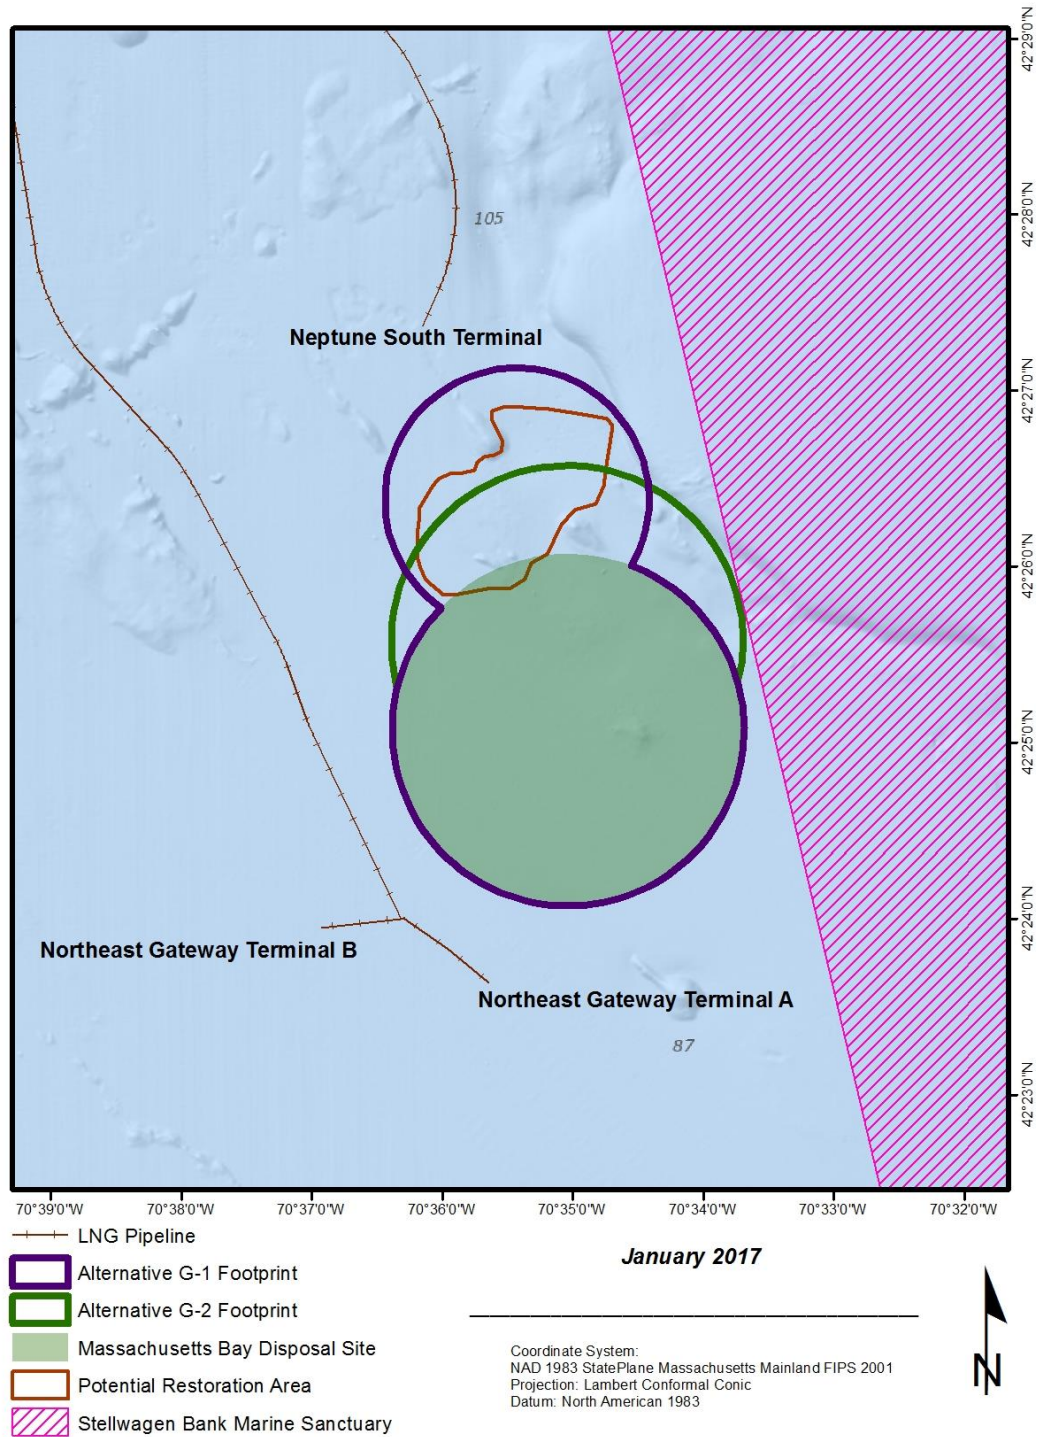 42°29'0"N
42°28'0"N
105
Neptune South Terminal
42°27'0"N
42°26'0"N
42°25'0"N
42°24'0"N
Northeast Gateway Terminal B
Northeast Gateway Terminal A
87
42°23'0"N
70°39'0"W 70°38'0"W 70°37'0"W 70°36'0"W 70°35'0"W 70°34'0"W 70°33'0"W 70°32'0"W
LNG Pipeline
Alternative G-1 Footprint
Alternative G-2 Footprint
Massachusetts Bay Disposal Site
Potential Restoration Area
Stellwagen Bank Marine Sanctuary
January 2017
Coordinate System:
NAD 1983 StatePlane Massachusetts Mainland FIPS 2001
Projection: Lambert Conformal Conic
Datum: North American 1983
N